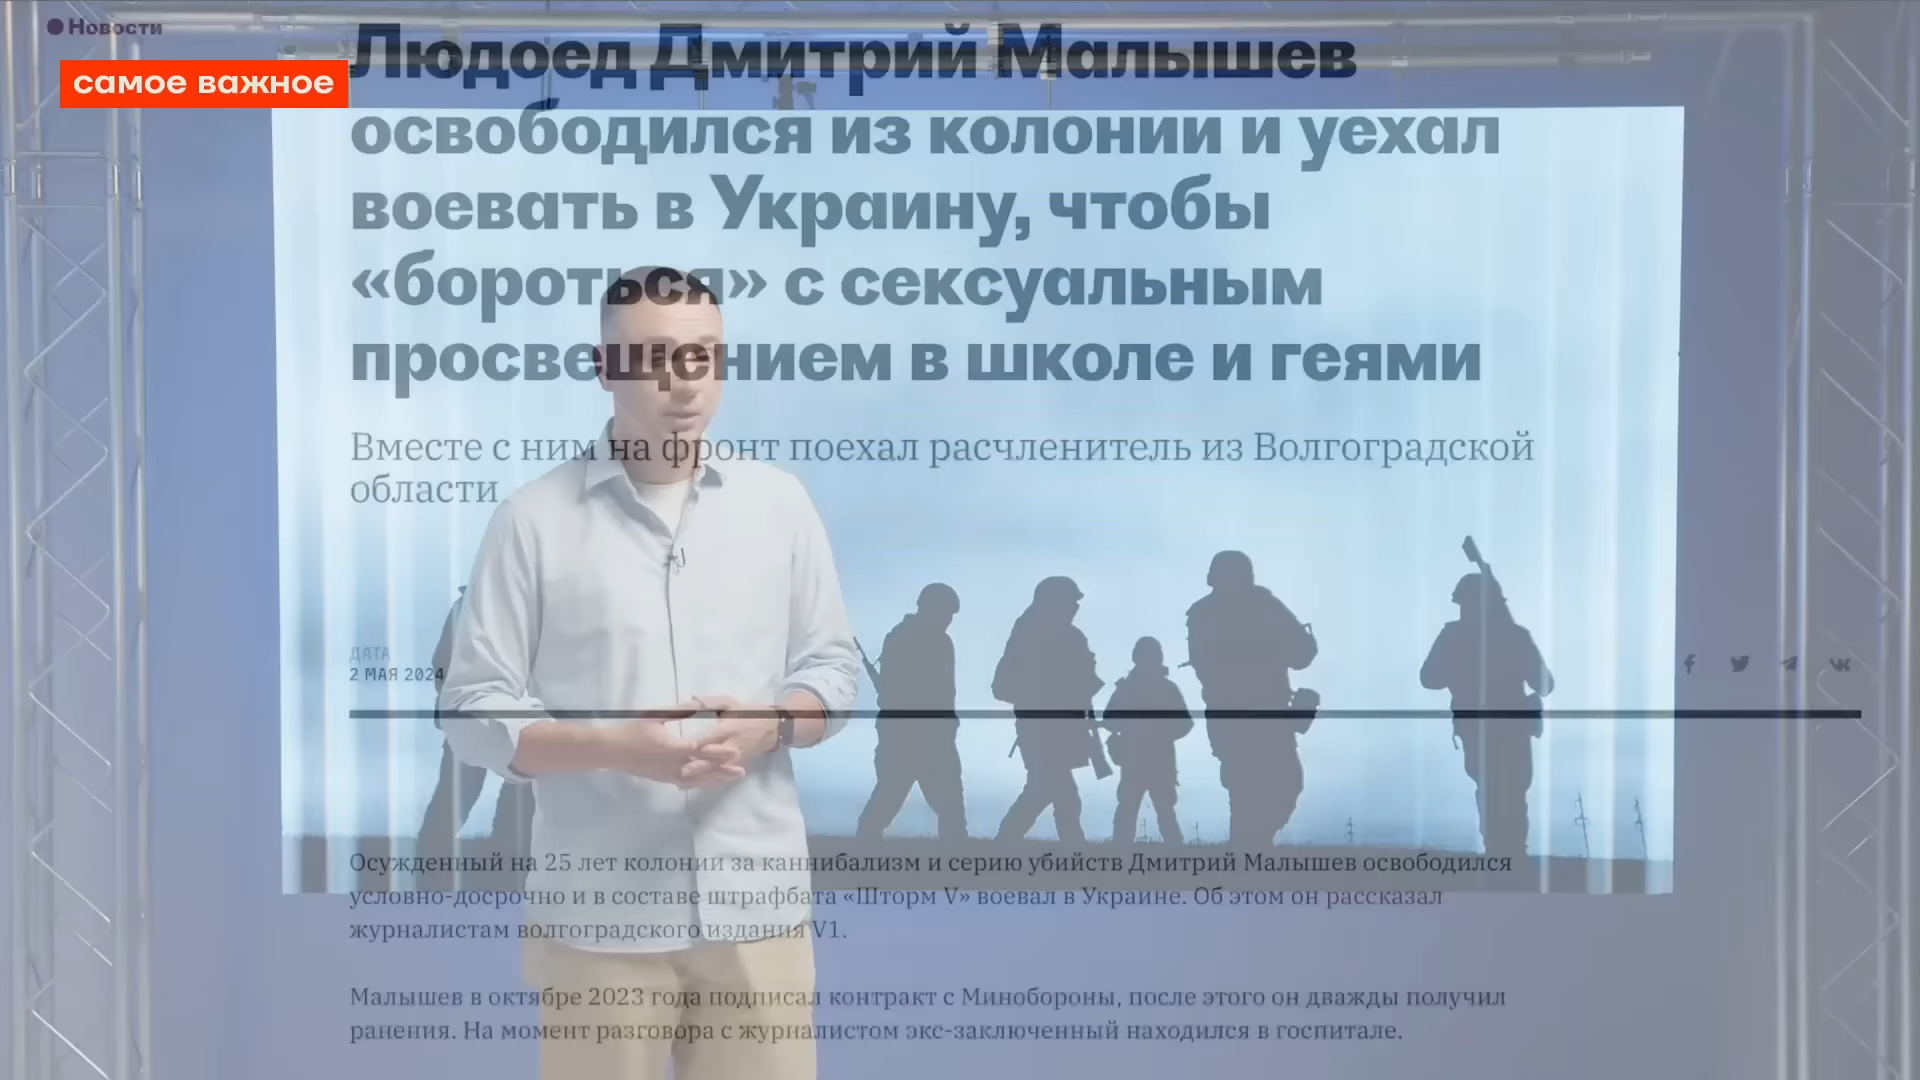 Новости
самое важное
Людоед Дмитрий Малышев
освободился из колонии и уехал
воевать в Украину, чтобы
«бороться» с сексуальным
просвещением в школе и геями
Вместе с ним на фронт поехал расчленитель из Волгоградской
области
ДАТА
2 МАЯ 2024
Осужденный на 25 лет колонии за каннибализм и серию убийств Дмитрий Малышев освободился
условно-досрочно и в составе штрафбата «Шторм V» воевал в Украине. Об этом он рассказал
журналистам волгоградского издания V1.
Малышев в октябре 2023 года подписал контракт с Минобороны, после этого он дважды получил
ранения. На момент разговора с журналистом экс-заключенный находился в госпитале.